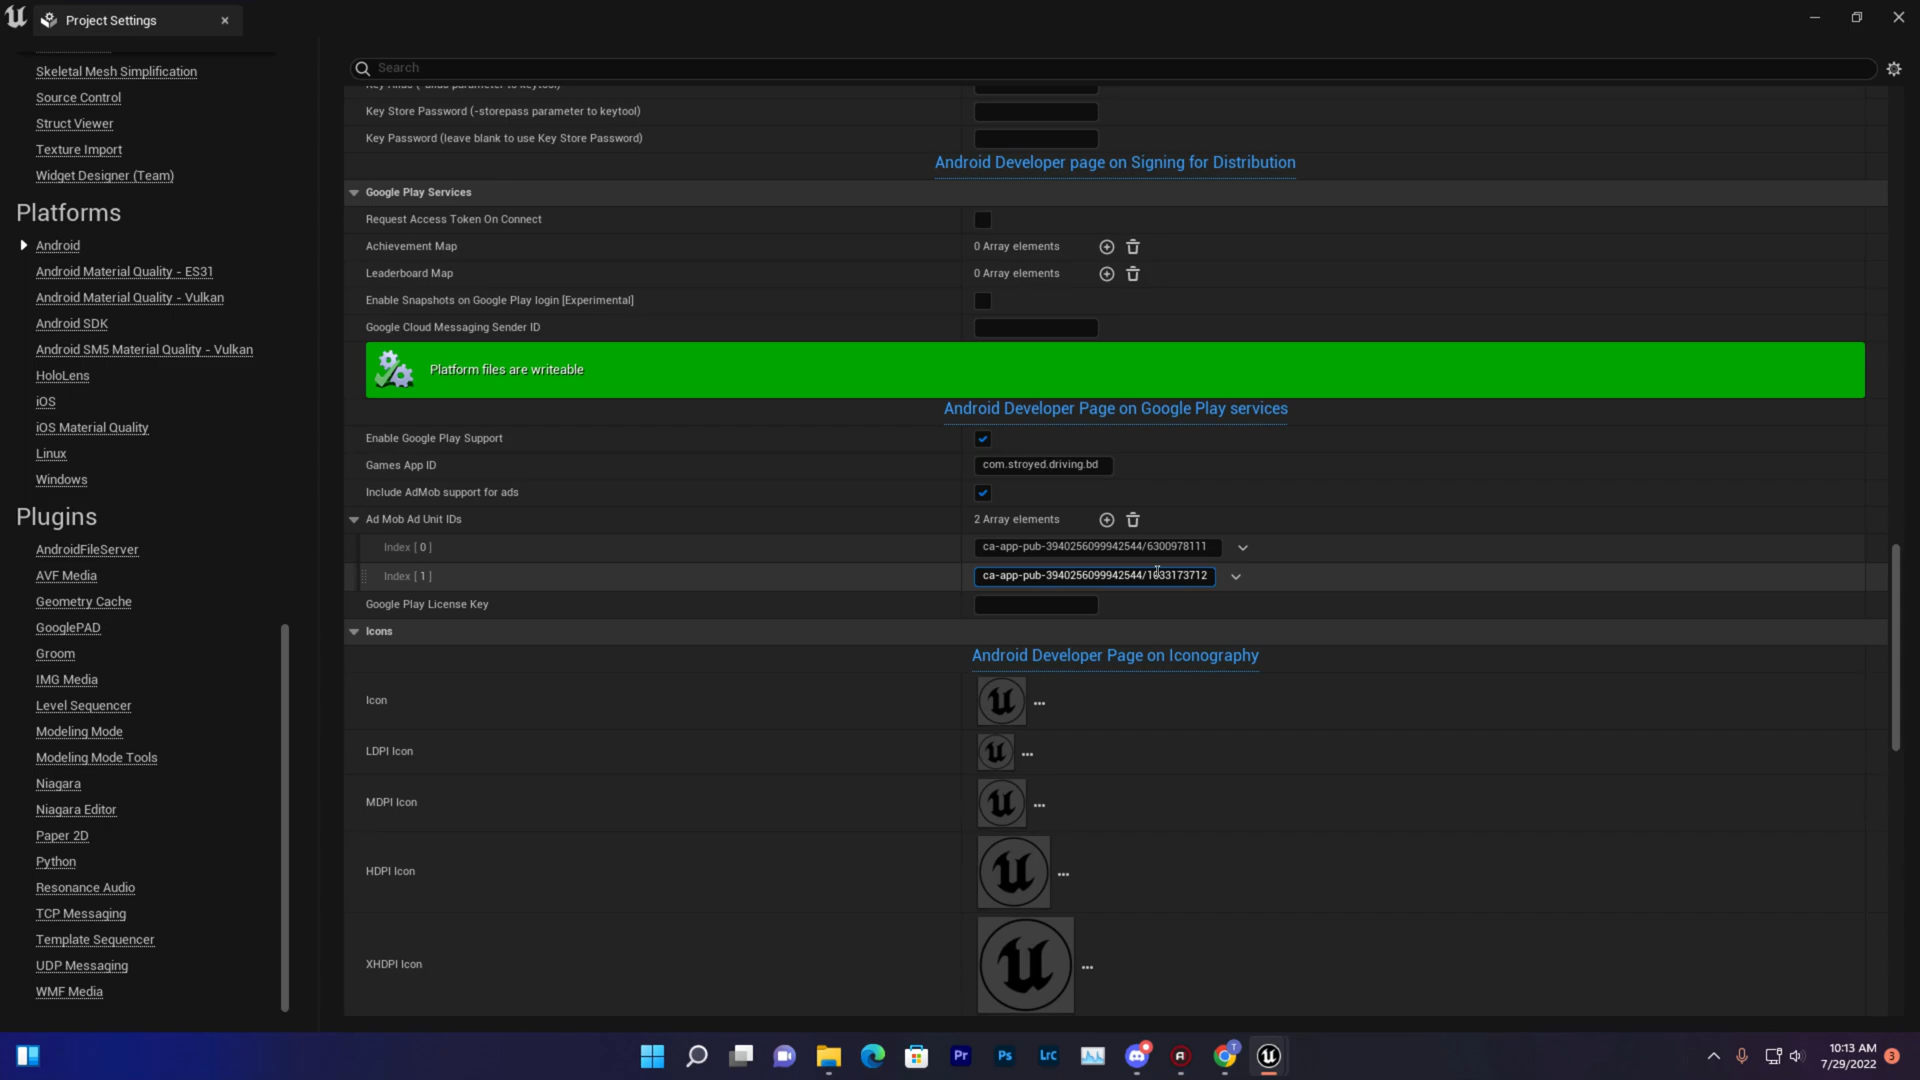 Project Settings
Skeletal Mesh Simplification
Source Control
Struct Viewer
Texture Import
Widget Designer (Team)
Platforms
Android
Android Material Quality - ES31
Android Material Quality - Vulkan
Android SDK
Android SM5 Material Quality - Vulkan
HoloLens
iOS
iOS Material Quality
Linux
Windows
Plugins
AndroidFileServer
AVF Media
Geometry Cache
GooglePAD
Groom
IMG Media
Level Sequencer
Modeling Mode
Modeling Mode Tools
Niagara
Niagara Editor
Paper 2D
Python
Resonance Audio
TCP Messaging
Template Sequencer
UDP Messaging
WMF Media
Search
Key Store Password (-storepass parameter to keytool)
Key Password (leave blank to use Key Store Password)
Android Developer page on Signing for Distribution
Google Play Services
Request Access Token On Connect
Achievement Map 0 Array elements
Leaderboard Map 0 Array elements
Enable Snapshots on Google Play login [Experimental]
Google Cloud Messaging Sender ID
Platform files are writeable
Android Developer Page on Google Play services
Enable Google Play Support
Games App ID com.stroyed.driving.bd
Include AdMob support for ads
Ad Mob Ad Unit IDs 2 Array elements
Index [ 0 ] ca-app-pub-3940256099942544/6300978111
Index [ 1 ] ca-app-pub-3940256099942544/1033173712
Google Play License Key
Icons
Android Developer Page on Iconography
Icon
LDPI Icon
MDPI Icon
HDPI Icon
XHDPI Icon
Pr
Ps
LrC
T
10:13 AM
7/29/2022
3